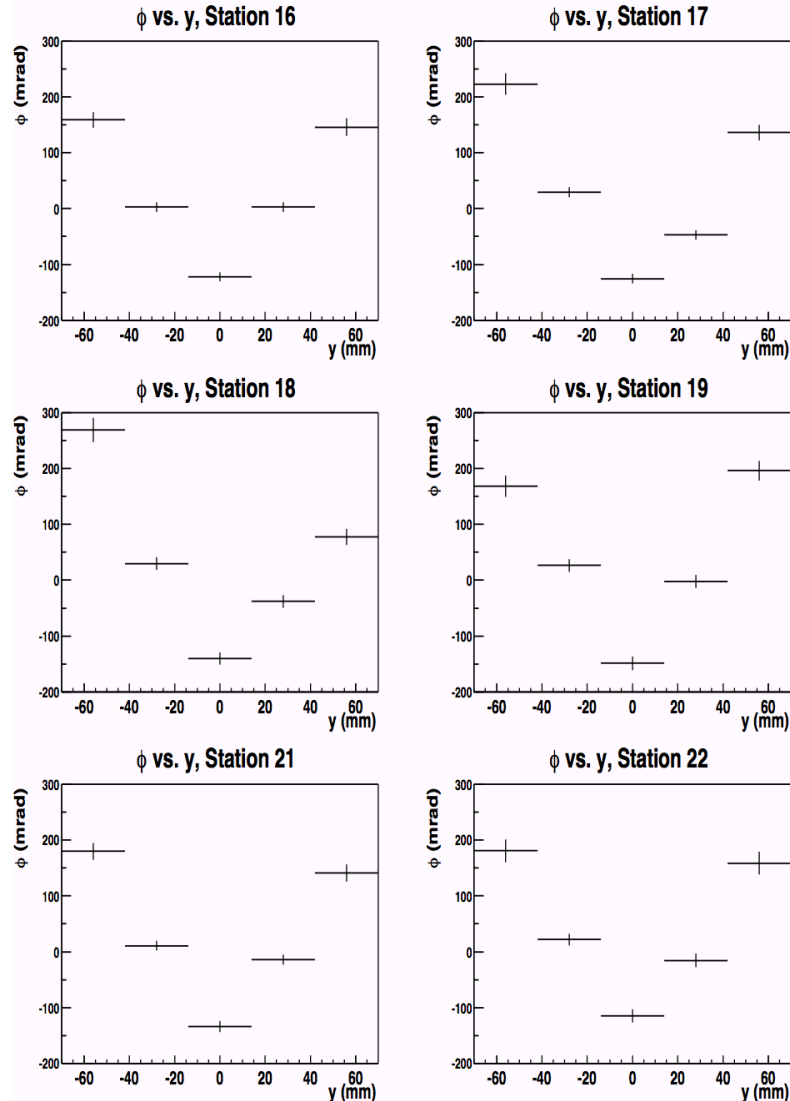 ϕ vs. y, Station 16
ϕ (mrad)
300
200
100
0
-100
-200
-60 -40 -20 0 20 40 60
y (mm)
ϕ vs. y, Station 17
ϕ (mrad)
300
200
100
0
-100
-200
-60 -40 -20 0 20 40 60
y (mm)
ϕ vs. y, Station 18
ϕ (mrad)
300
200
100
0
-100
-200
-60 -40 -20 0 20 40 60
y (mm)
ϕ vs. y, Station 19
ϕ (mrad)
300
200
100
0
-100
-200
-60 -40 -20 0 20 40 60
y (mm)
ϕ vs. y, Station 21
ϕ (mrad)
300
200
100
0
-100
-200
-60 -40 -20 0 20 40 60
y (mm)
ϕ vs. y, Station 22
ϕ (mrad)
300
200
100
0
-100
-200
-60 -40 -20 0 20 40 60
y (mm)